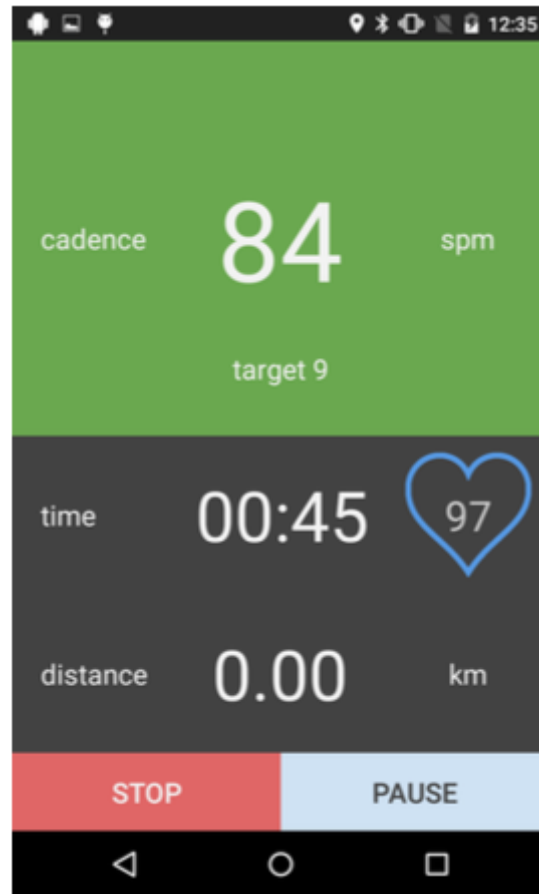 12:35
cadence 84 spm
target 9
time 00:45 97
distance 0.00 km
STOP PAUSE